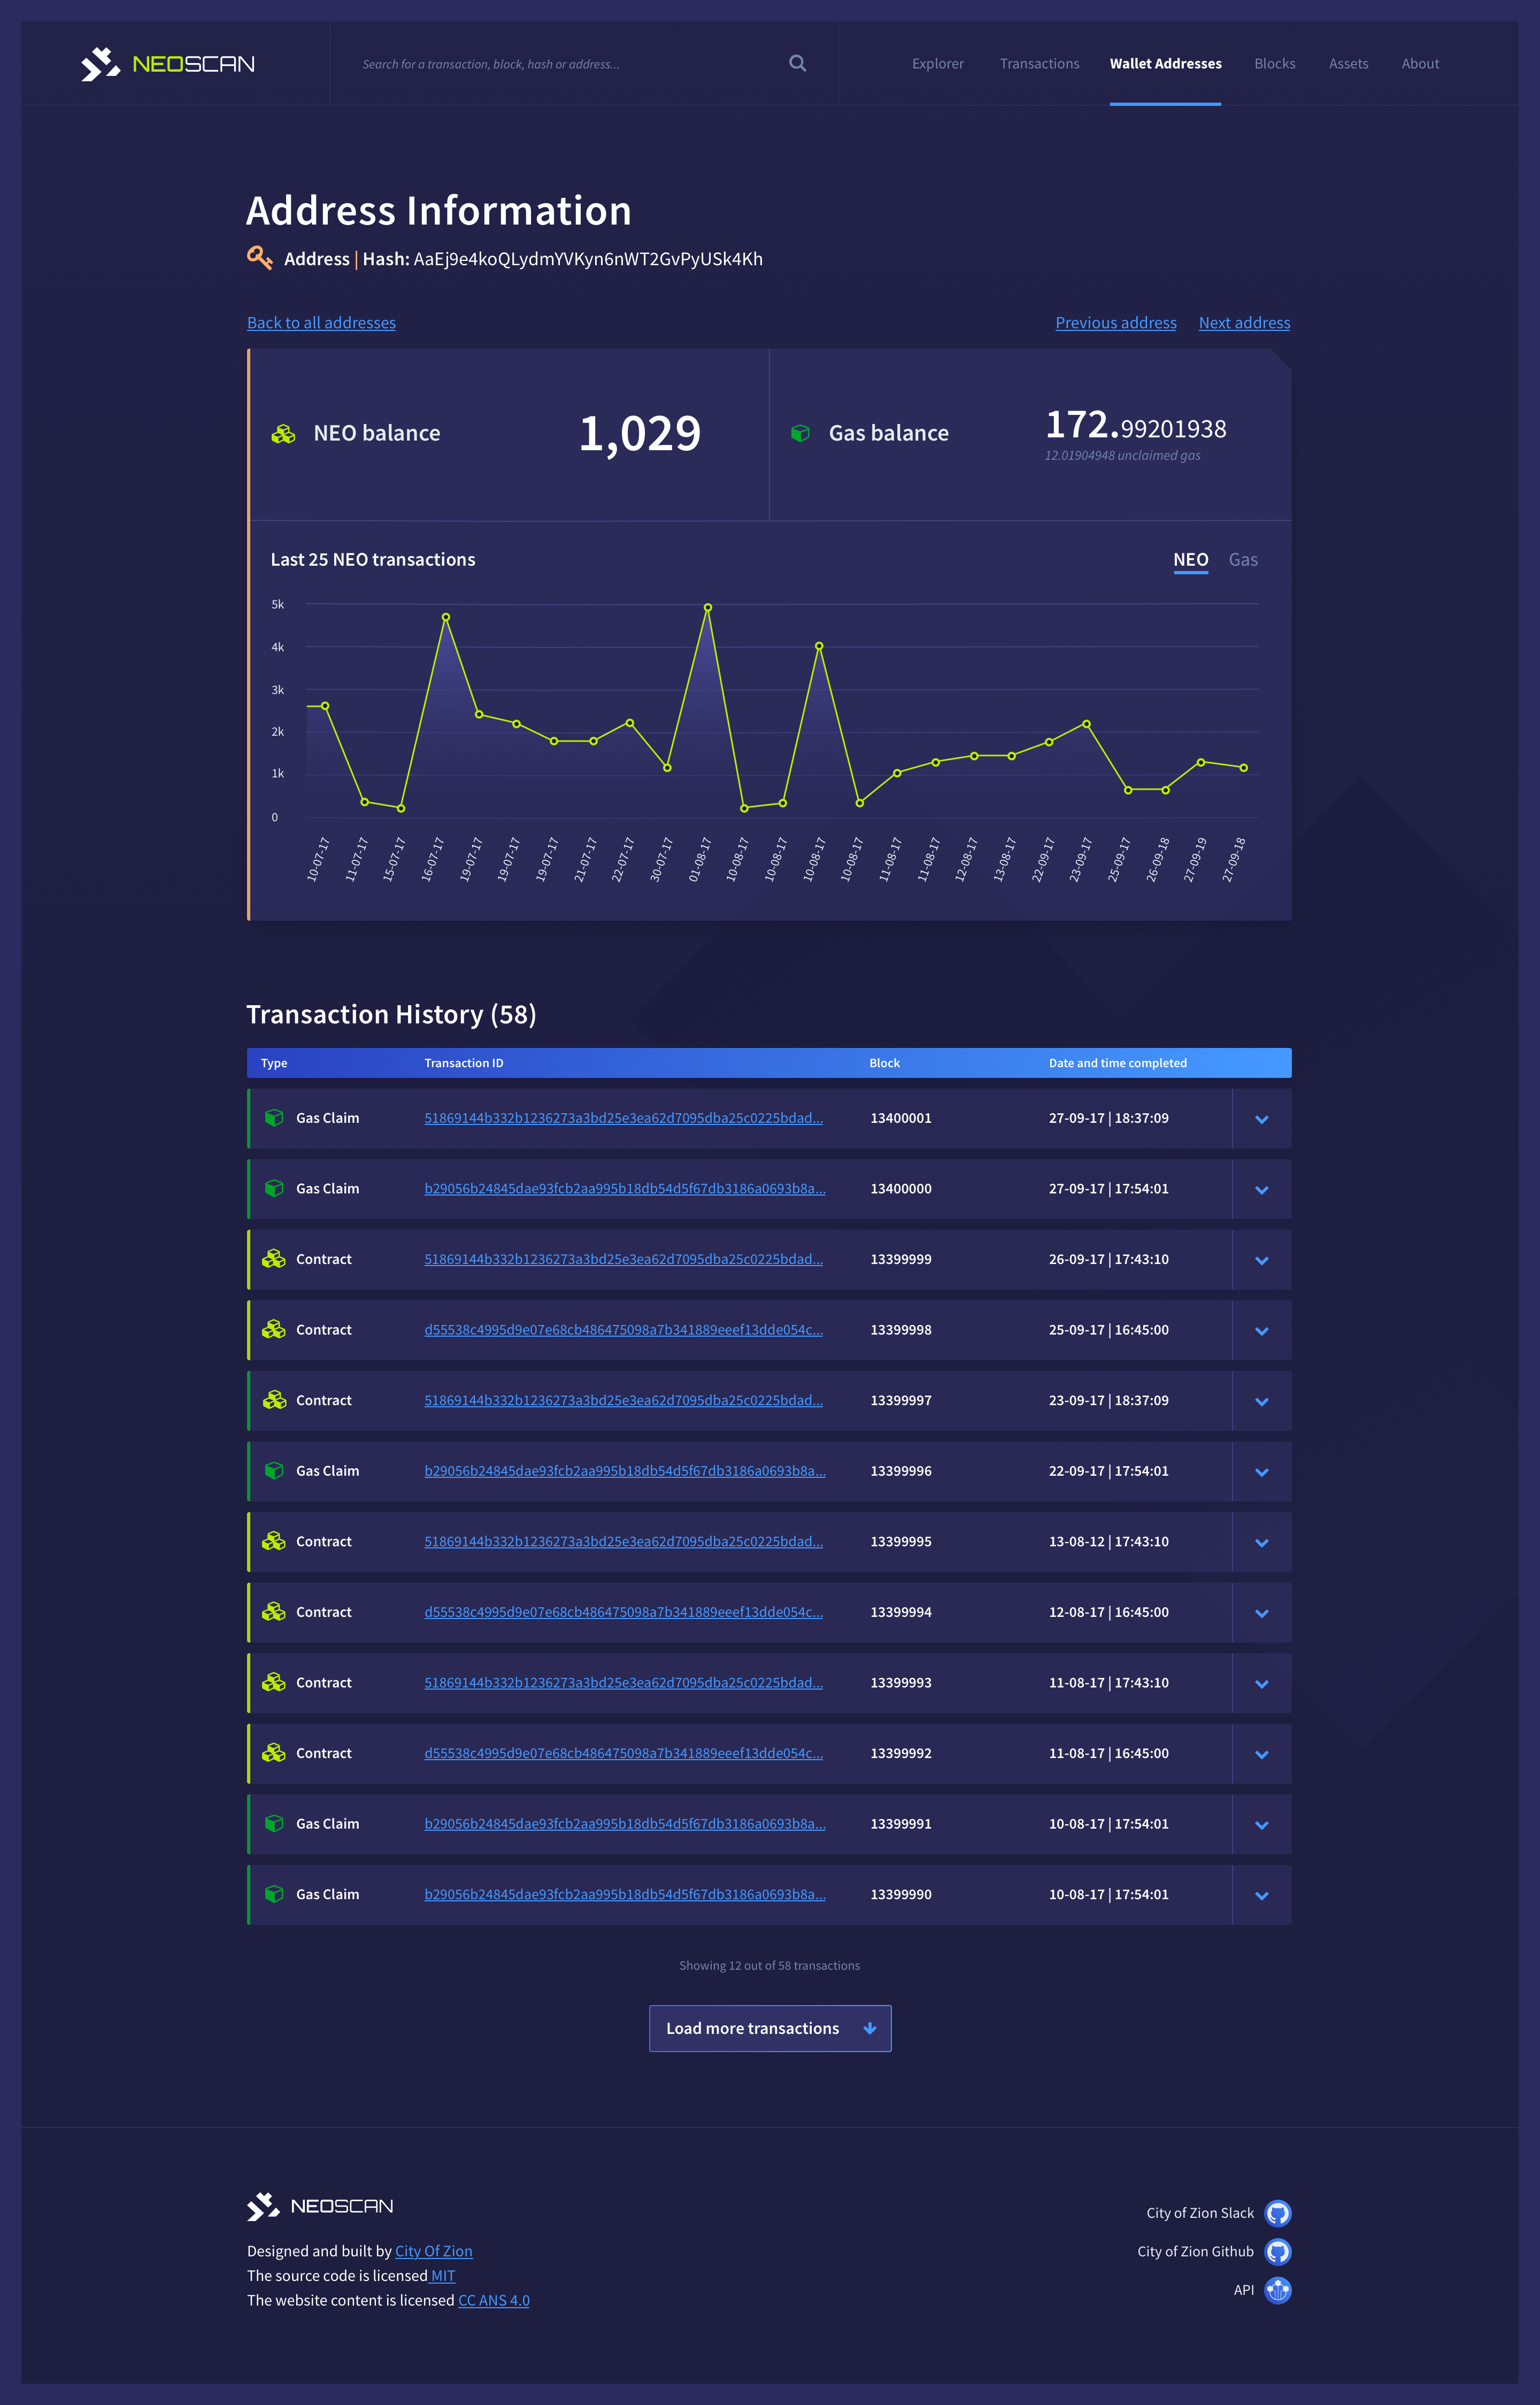 NEOSCAN
Search for a transaction, block, hash or address...
Explorer Transactions Wallet Addresses Blocks Assets About
Address Information
Address | Hash: AaEj9e4koQLydmYVKyn6nWT2GvPyUSk4Kh
Back to all addresses Previous address Next address
NEO balance 1,029
Gas balance 172.99201938
12.01904948 unclaimed gas
Last 25 NEO transactions NEO Gas
5k
4k
3k
2k
1k
0
10-07-17 11-07-17 15-07-17 16-07-17 19-07-17 19-07-17 19-07-17 21-07-17 22-07-17 30-07-17 01-08-17 10-08-17 10-08-17 10-08-17 10-08-17 11-08-17 11-08-17 12-08-17 13-08-17 22-09-17 23-09-17 25-09-17 26-09-18 27-09-19 27-09-18
Transaction History (58)
Type Transaction ID Block Date and time completed
Gas Claim 51869144b332b1236273a3bd25e3ea62d7095dba25c0225bdad... 13400001 27-09-17 | 18:37:09
Gas Claim b29056b24845dae93fcb2aa995b18db54d5f67db3186a0693b8a... 13400000 27-09-17 | 17:54:01
Contract 51869144b332b1236273a3bd25e3ea62d7095dba25c0225bdad... 13399999 26-09-17 | 17:43:10
Contract d55538c4995d9e07e68cb486475098a7b341889eeef13dde054c... 13399998 25-09-17 | 16:45:00
Contract 51869144b332b1236273a3bd25e3ea62d7095dba25c0225bdad... 13399997 23-09-17 | 18:37:09
Gas Claim b29056b24845dae93fcb2aa995b18db54d5f67db3186a0693b8a... 13399996 22-09-17 | 17:54:01
Contract 51869144b332b1236273a3bd25e3ea62d7095dba25c0225bdad... 13399995 13-08-12 | 17:43:10
Contract d55538c4995d9e07e68cb486475098a7b341889eeef13dde054c... 13399994 12-08-17 | 16:45:00
Contract 51869144b332b1236273a3bd25e3ea62d7095dba25c0225bdad... 13399993 11-08-17 | 17:43:10
Contract d55538c4995d9e07e68cb486475098a7b341889eeef13dde054c... 13399992 11-08-17 | 16:45:00
Gas Claim b29056b24845dae93fcb2aa995b18db54d5f67db3186a0693b8a... 13399991 10-08-17 | 17:54:01
Gas Claim b29056b24845dae93fcb2aa995b18db54d5f67db3186a0693b8a... 13399990 10-08-17 | 17:54:01
Showing 12 out of 58 transactions
Load more transactions
NEOSCAN
Designed and built by City Of Zion
The source code is licensed MIT
The website content is licensed CC ANS 4.0
City of Zion Slack
City of Zion Github
API